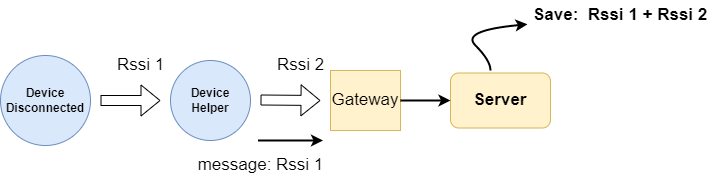 Save: Rssi 1 + Rssi 2
Rssi 1
Rssi 2
Device
Disconnected
Device
Helper
Gateway
Server
message: Rssi 1